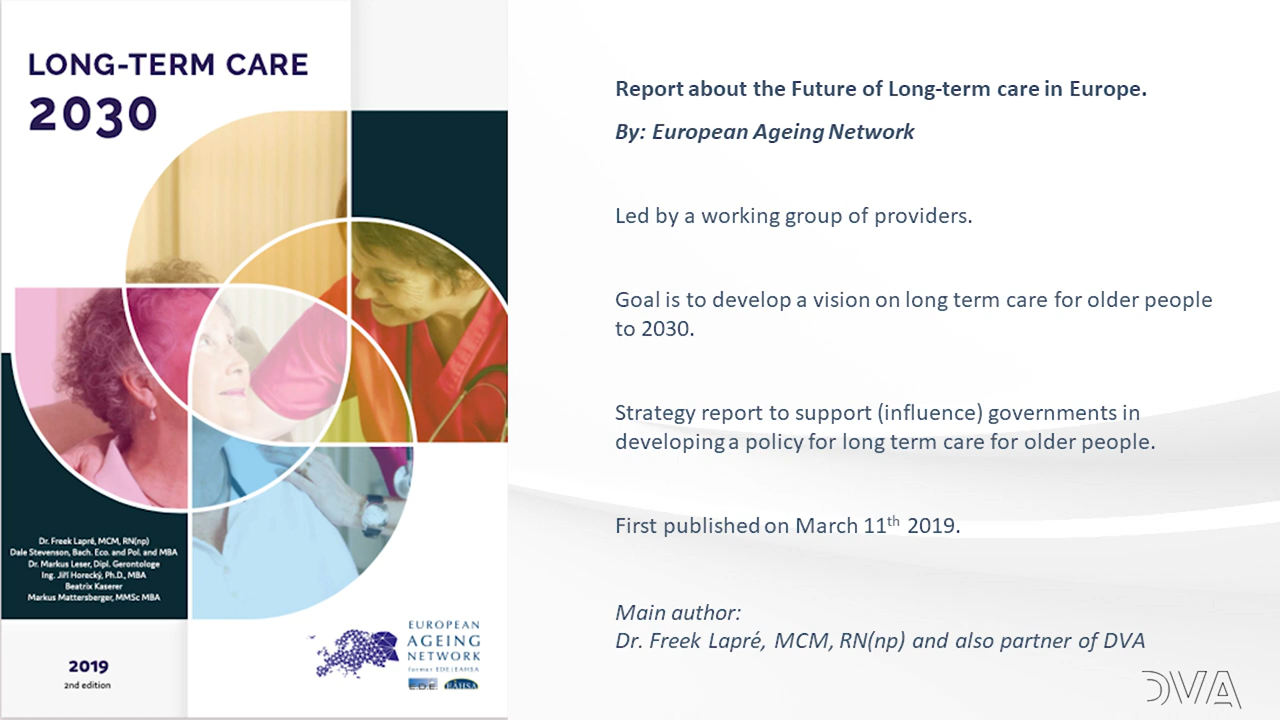 LONG-TERM CARE
2030
Dr. Freek Lapré, MCM, RN(np)
Dale Stevenson, Bach. Eco. and Pol. and MBA
Dr. Markus Leser, Dipl. Gerontologe
Ing. Jiří Horecký, Ph.D., MBA
Beatrix Kaserer
Markus Mattersberger, MMSc MBA
2019
2nd edition
EUROPEAN
AGEING
NETWORK
former EDE|EAHSA
E.D.E.
EAHSA
Report about the Future of Long-term care in Europe.
By: European Ageing Network
Led by a working group of providers.
Goal is to develop a vision on long term care for older people
to 2030.
Strategy report to support (influence) governments in
developing a policy for long term care for older people.
First published on March 11th 2019.
Main author:
Dr. Freek Lapré, MCM, RN(np) and also partner of DVA
DVA